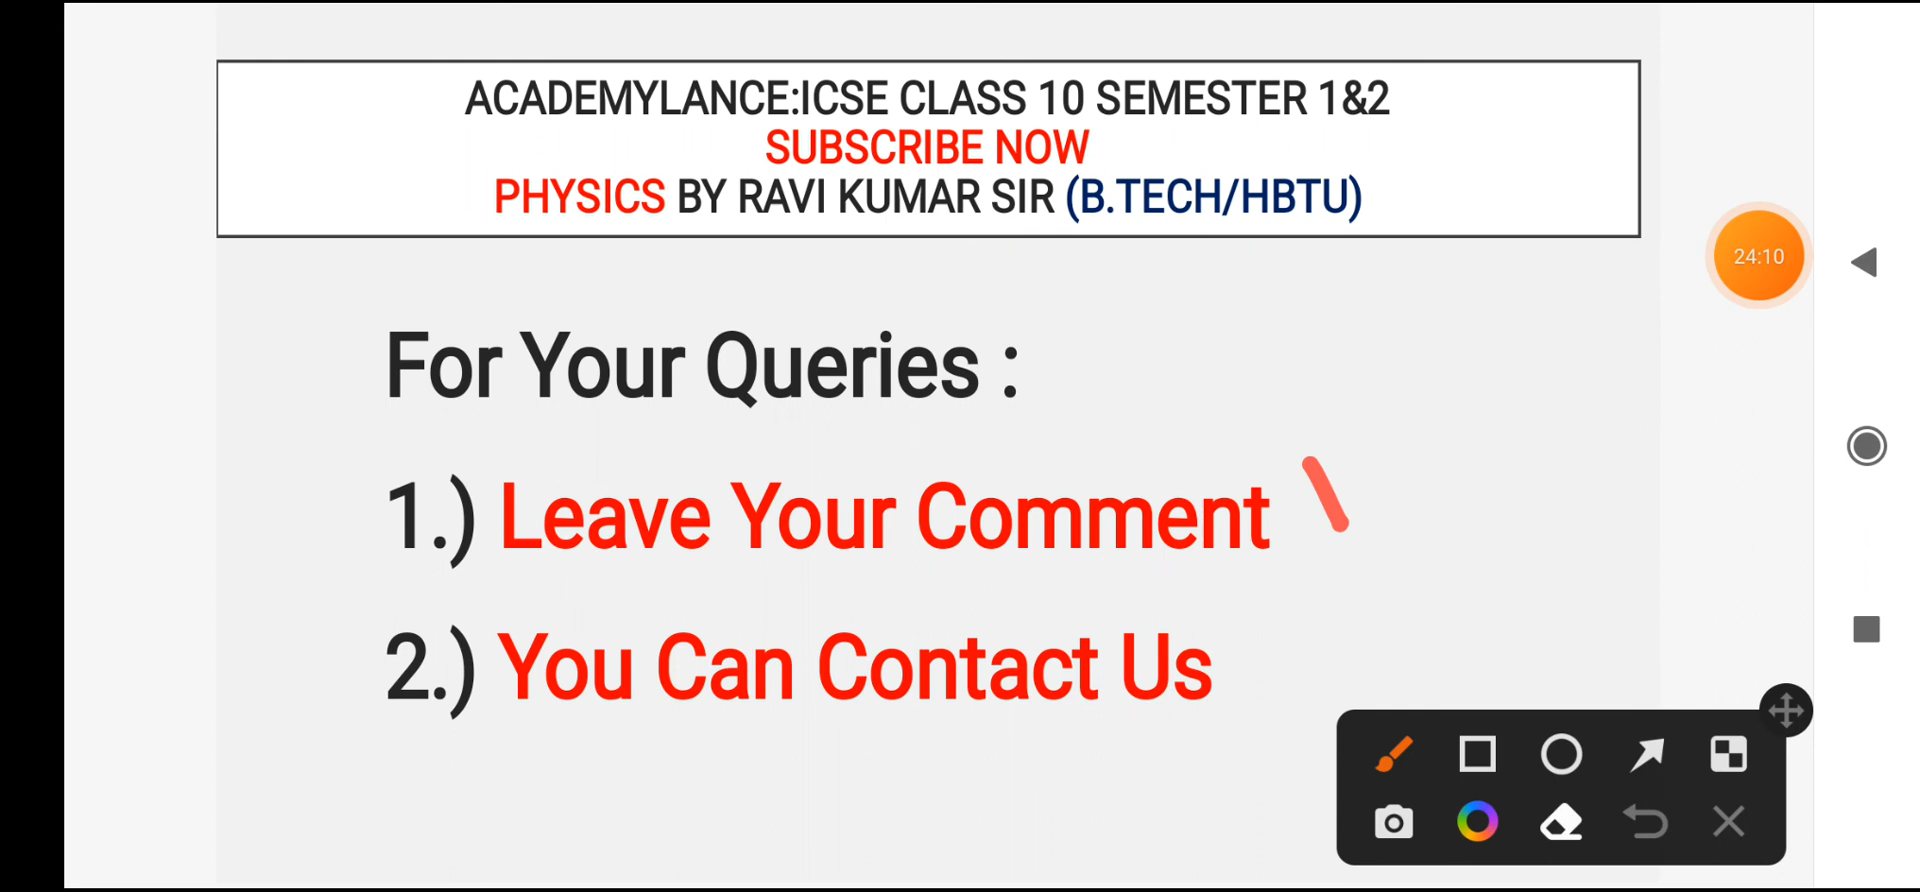 ACADEMYLANCE:ICSE CLASS 10 SEMESTER 1&2
SUBSCRIBE NOW
PHYSICS BY RAVI KUMAR SIR (B.TECH/HBTU)
24:10
For Your Queries :
1.) Leave Your Comment
2.) You Can Contact Us